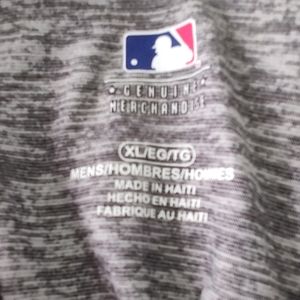 GENUINE
MERCHANDISE
XL/EG/TG
MENS/HOMBRES/HOMMES
MADE IN HAITI
HECHO EN HAITI
FABRIQUE AU HAITI